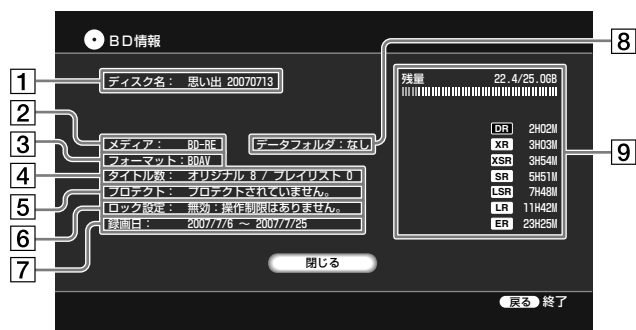 BD情報
8
1
ディスク名： 思い出 20070713
残量 22.4/25.0GB
2
メディア： BD-RE
データフォルダ：なし
DR 2H02M
3
フォーマット：BDAV
XR 3H03M
9
4
タイトル数： オリジナル 8 / プレイリスト 0
XSR 3H54M
5
プロテクト： プロテクトされていません。
SR 5H51M
6
ロック設定： 無効：操作制限はありません。
LSR 7H48M
7
録画日： 2007/7/6 ～ 2007/7/25
LR 11H42M
ER 23H25M
閉じる
戻る 終了